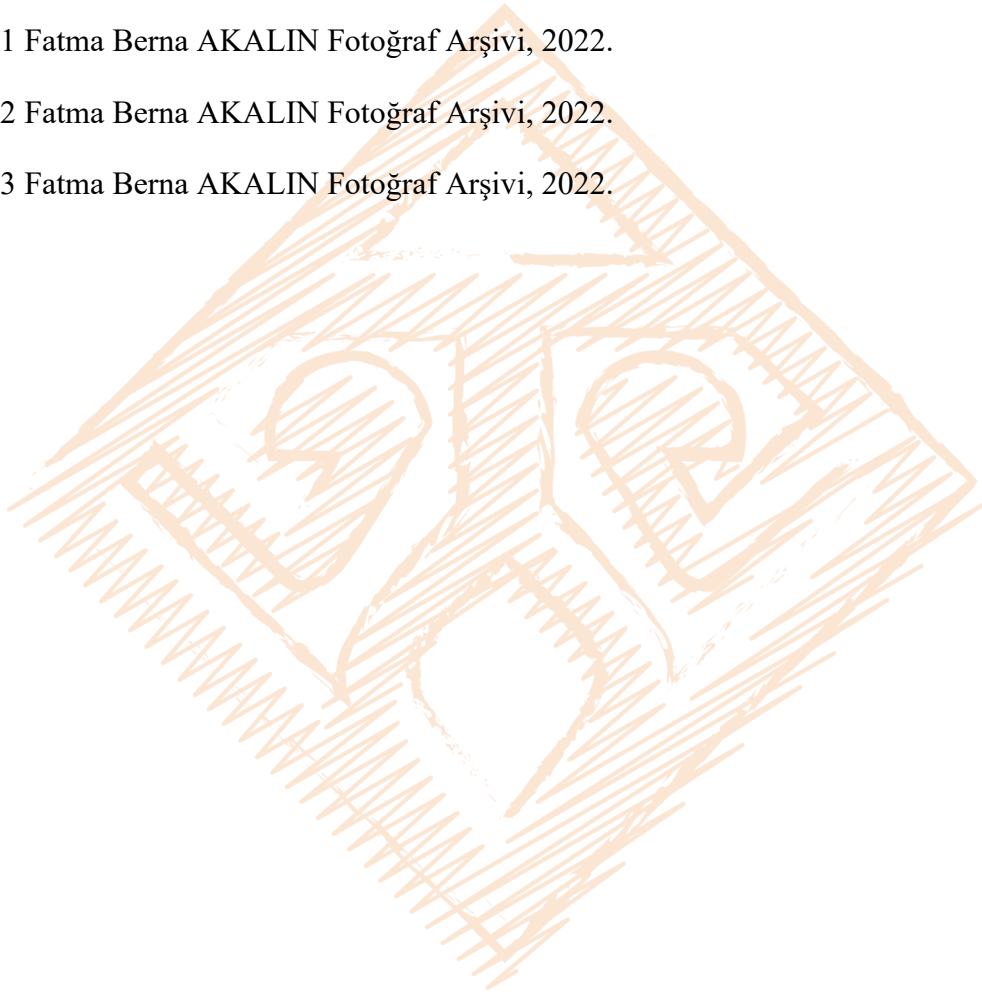 1 Fatma Berna AKALIN Fotoğraf Arşivi, 2022.
2 Fatma Berna AKALIN Fotoğraf Arşivi, 2022.
3 Fatma Berna AKALIN Fotoğraf Arşivi, 2022.